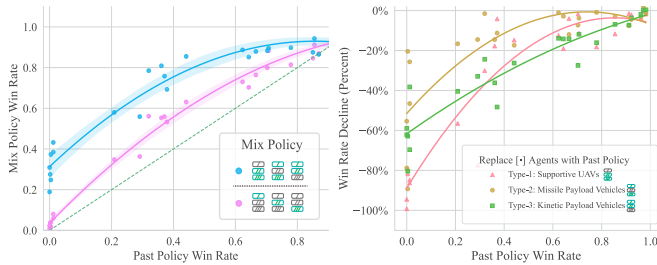 1.0
0.8
0.6
0.4
0.2
0.0
Mix Policy Win Rate
Mix Policy
0.0 0.2 0.4 0.6 0.8
Past Policy Win Rate
0%
−20%
−40%
−60%
−80%
−100%
Win Rate Decline (Percent)
Replace [•] Agents with Past Policy
Type-1: Supportive UAVs
Type-2: Missile Payload Vehicles
Type-3: Kinetic Payload Vehicles
0.0 0.2 0.4 0.6 0.8 1.0
Past Policy Win Rate